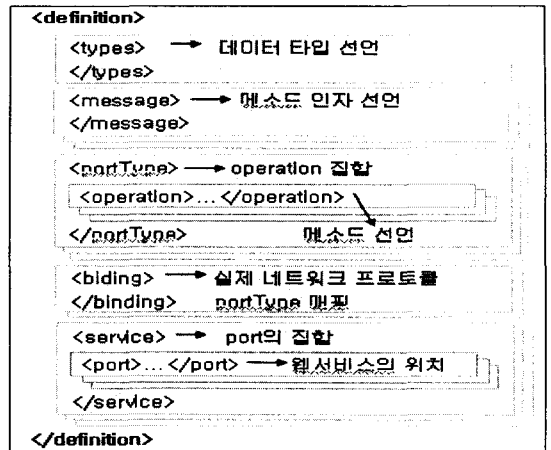 <definition>
<types> → 데이터 타입 선언
</types>
<message> → 메소드 인자 선언
</message>
<portType> → operation 집합
<operation>... </operation>
</portType> 메소드 선언
<biding> → 실제 네트워크 프로토콜
</binding> portType 매핑
<service> → port의 집합
<port>... </port> → 웹서비스의 위치
</service>
</definition>